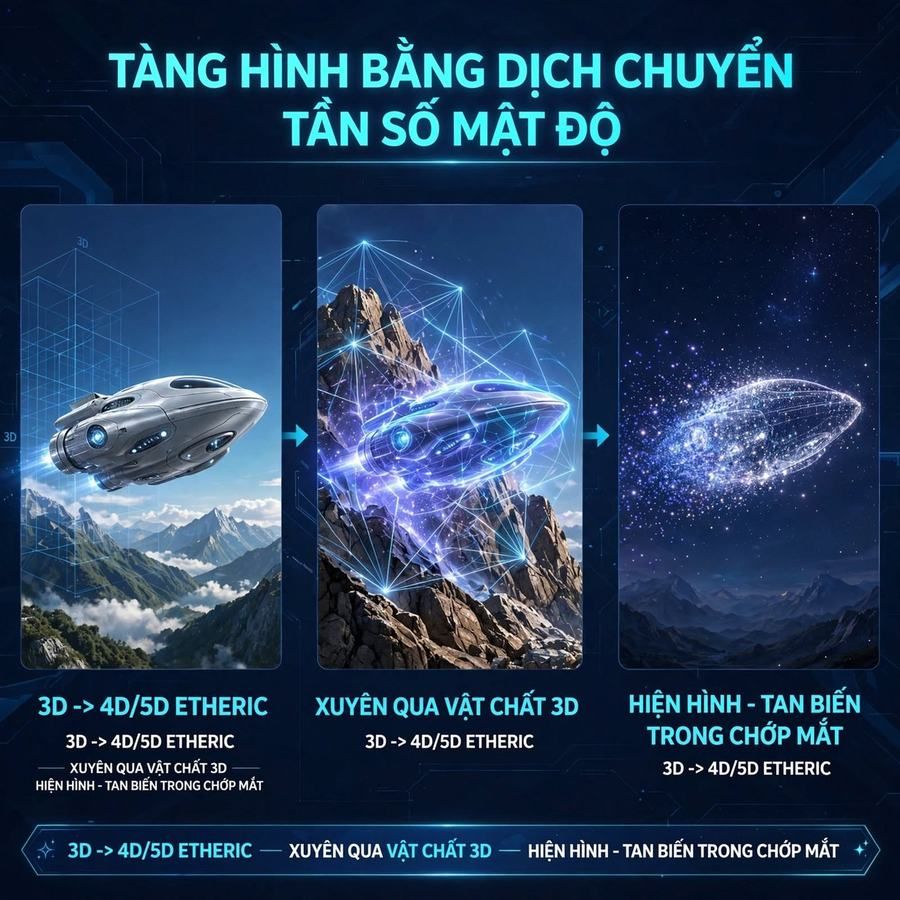 TÀNG HÌNH BẰNG DỊCH CHUYỂN
TẦN SỐ MẬT ĐỘ
3D
3D
3D -> 4D/5D ETHERIC
3D -> 4D/5D ETHERIC
XUYÊN QUA VẬT CHẤT 3D
HIỆN HÌNH - TAN BIẾN TRONG CHỚP MẮT
XUYÊN QUA VẬT CHẤT 3D
3D -> 4D/5D ETHERIC
HIỆN HÌNH - TAN BIẾN
TRONG CHỚP MẮT
3D -> 4D/5D ETHERIC
3D -> 4D/5D ETHERIC — XUYÊN QUA VẬT CHẤT 3D — HIỆN HÌNH - TAN BIẾN TRONG CHỚP MẮT